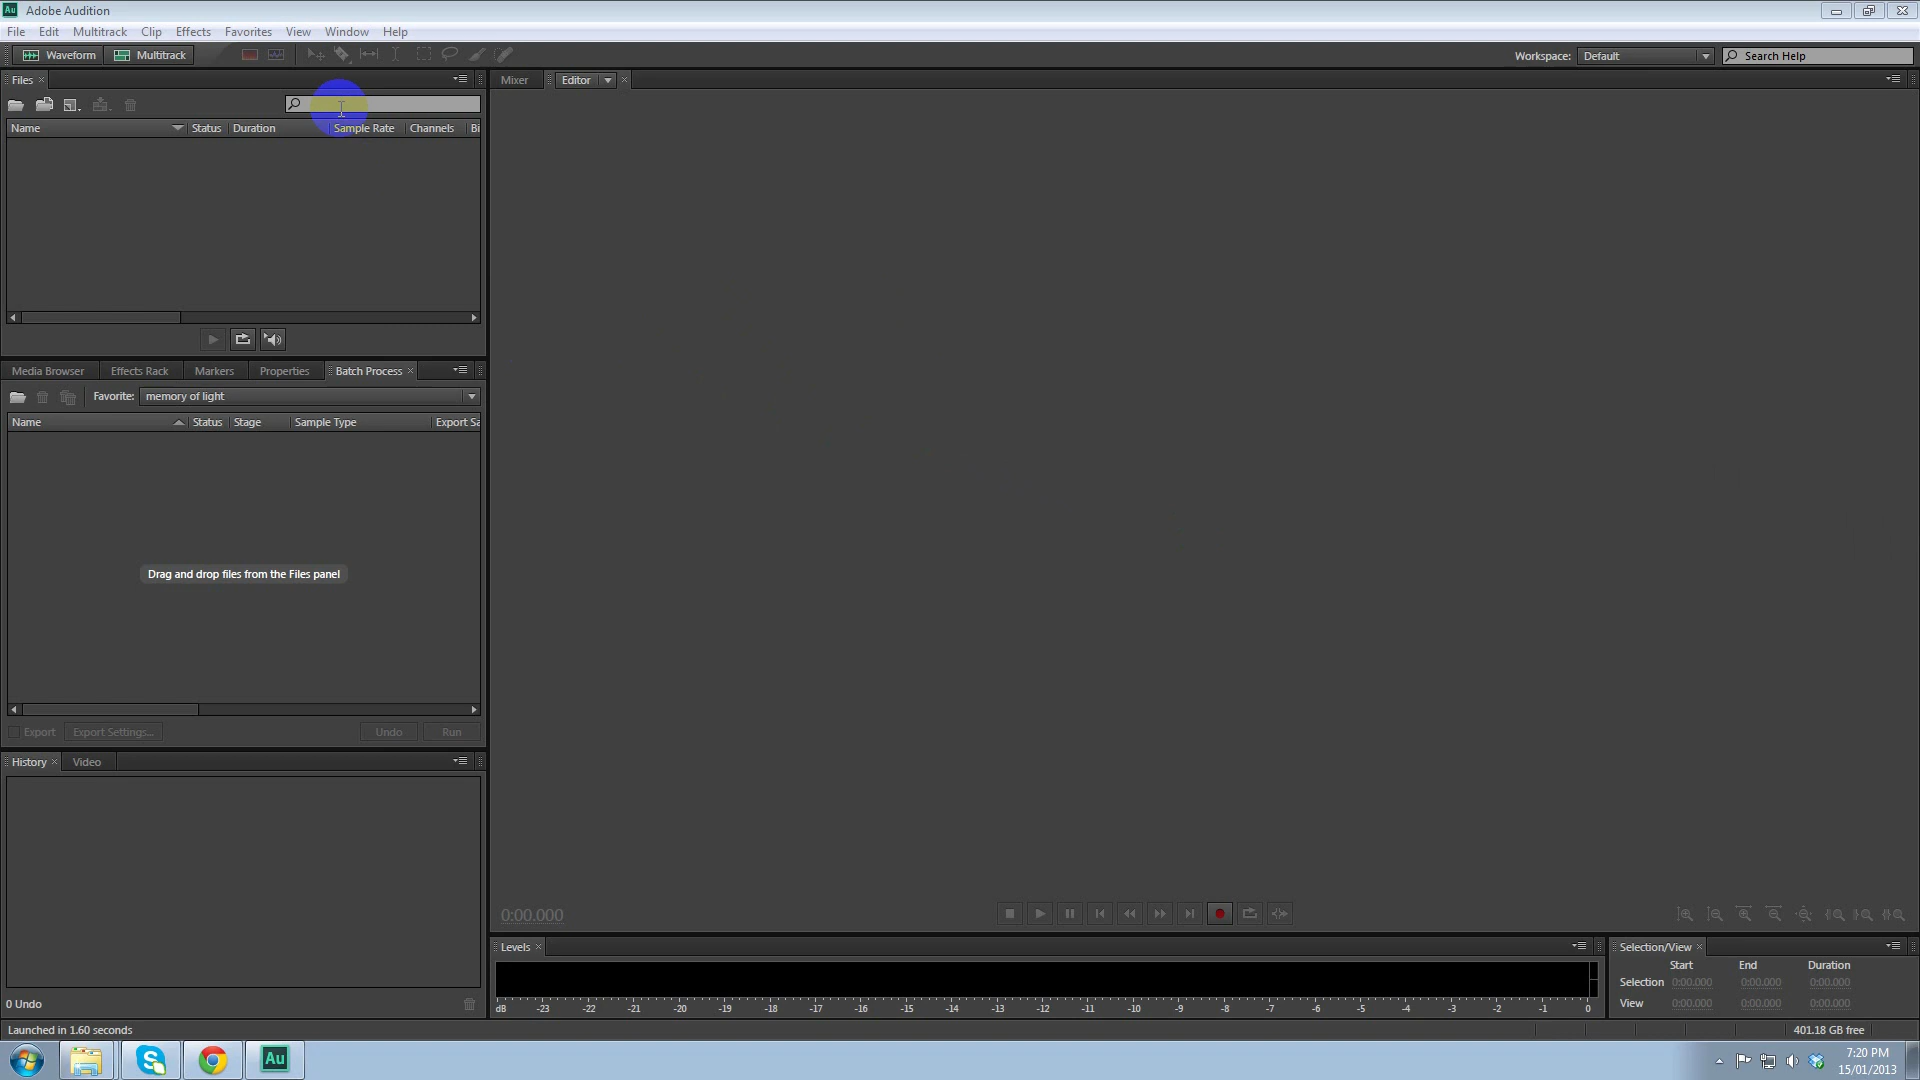 Au Adobe Audition
File Edit Multitrack Clip Effects Favorites View Window Help
Waveform Multitrack
Workspace: Default Search Help
Files
Mixer Editor
Name Status Duration Sample Rate Channels Bi
Media Browser Effects Rack Markers Properties Batch Process
Favorite: memory of light
Name Status Stage Sample Type Export Sa
Drag and drop files from the Files panel
Export Export Settings... Undo Run
History Video
0:00.000
Levels
Selection/View
Start End Duration
Selection 0:00.000 0:00.000 0:00.000
View 0:00.000 0:00.000 0:00.000
dB -23 -22 -21 -20 -19 -18 -17 -16 -15 -14 -13 -12 -11 -10 -9 -8 -7 -6 -5 -4 -3 -2 -1 0
0 Undo
Launched in 1.60 seconds
401.18 GB free
Au
7:20 PM
15/01/2013